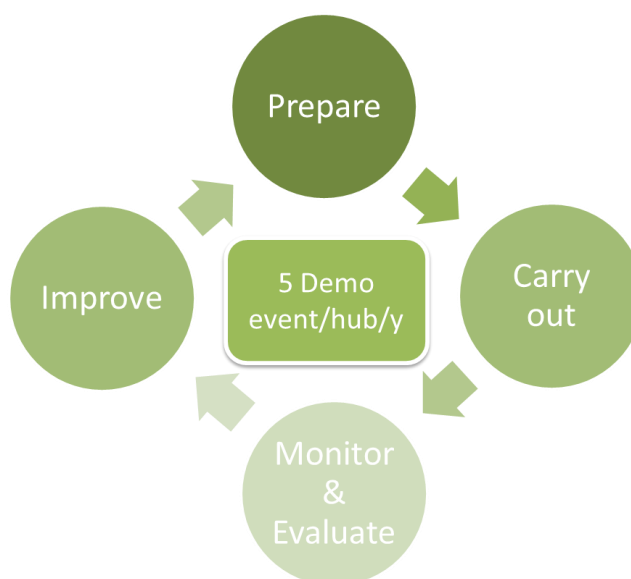 Prepare
Carry
out
Monitor
&
Evaluate
Improve
5 Demo
event/hub/y